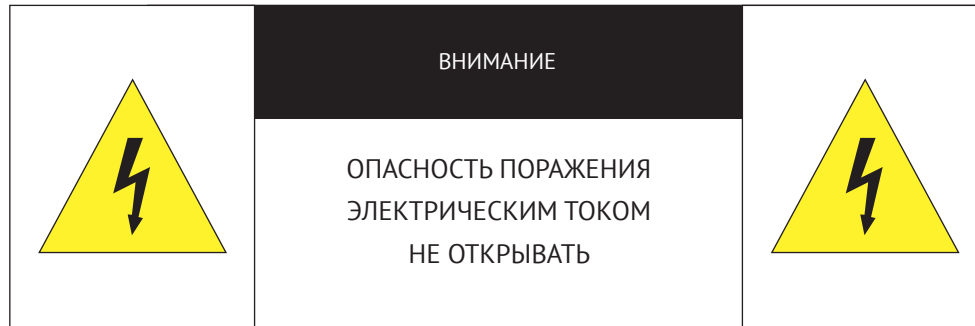 ВНИМАНИЕ
ОПАСНОСТЬ ПОРАЖЕНИЯ
ЭЛЕКТРИЧЕСКИМ ТОКОМ
НЕ ОТКРЫВАТЬ